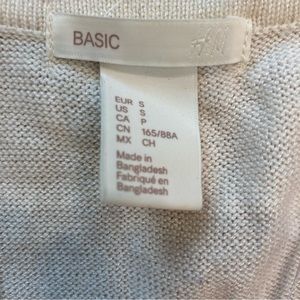 BASIC
H&M
EUR S
US S
CA P
CN 165/88A
MX CH
Made in
Bangladesh
Fabriqué en
Bangladesh